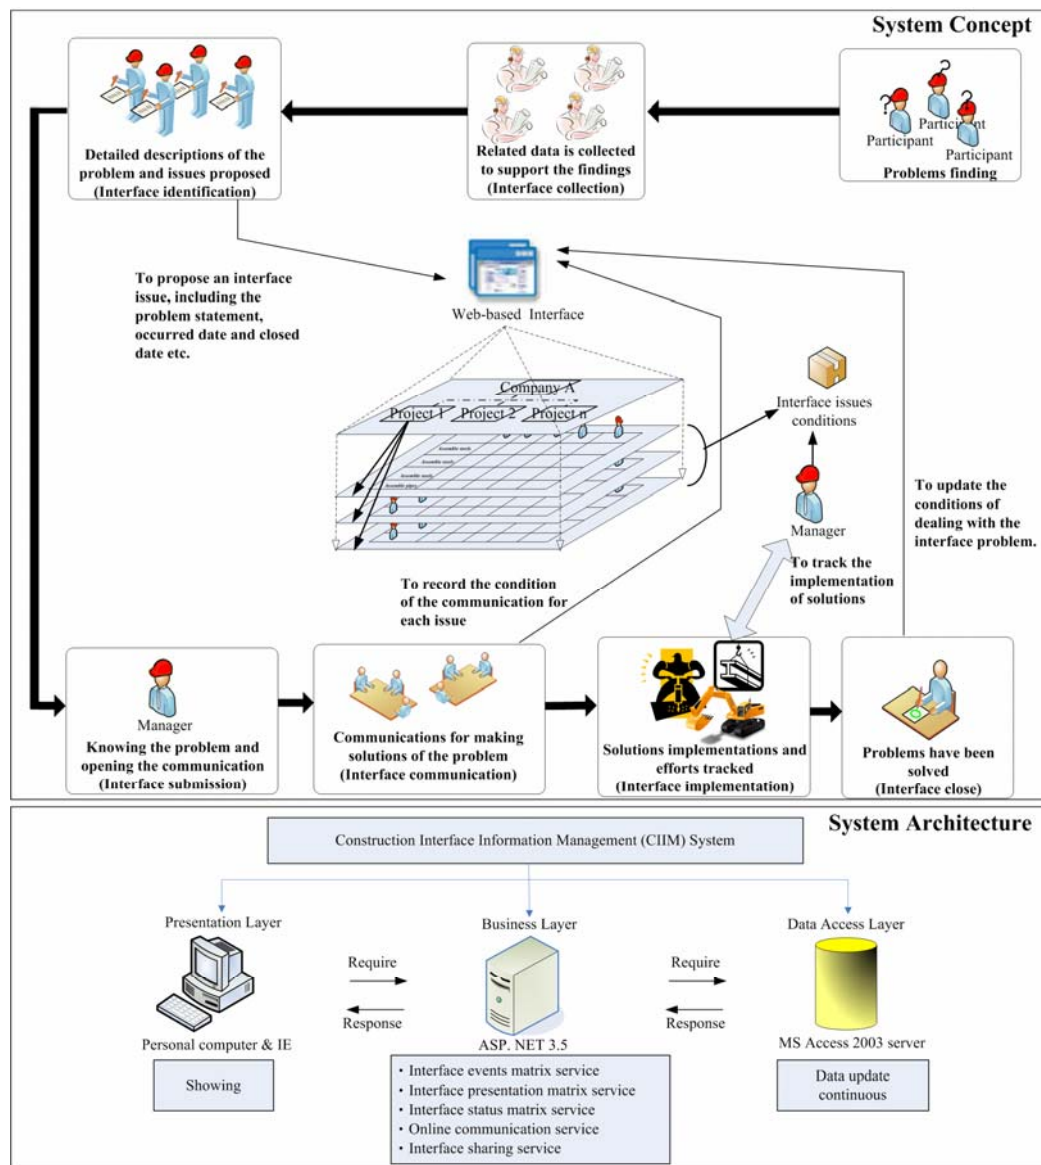 System Concept
Detailed descriptions of the
problem and issues proposed
(Interface identification)
Related data is collected
to support the findings
(Interface collection)
?
?
?
Participant
Participant
Participant
Problems finding
To propose an interface
issue, including the
problem statement,
occurred date and closed
date etc.
Web-based Interface
Company A
Project 1
Project 2
Project n
Interface issues
conditions
Manager
To update the
conditions of
dealing with the
interface problem.
To track the
implementation
of solutions
To record the condition
of the communication for
each issue
Manager
Knowing the problem and
opening the communication
(Interface submission)
Communications for making
solutions of the problem
(Interface communication)
Solutions implementations and
efforts tracked
(Interface implementation)
Problems have been
solved
(Interface close)
System Architecture
Construction Interface Information Management (CIIM) System
Presentation Layer
Business Layer
Data Access Layer
Require
Response
Require
Response
Personal computer & IE
ASP. NET 3.5
MS Access 2003 server
Showing
· Interface events matrix service
· Interface presentation matrix service
· Interface status matrix service
· Online communication service
· Interface sharing service
Data update
continuous